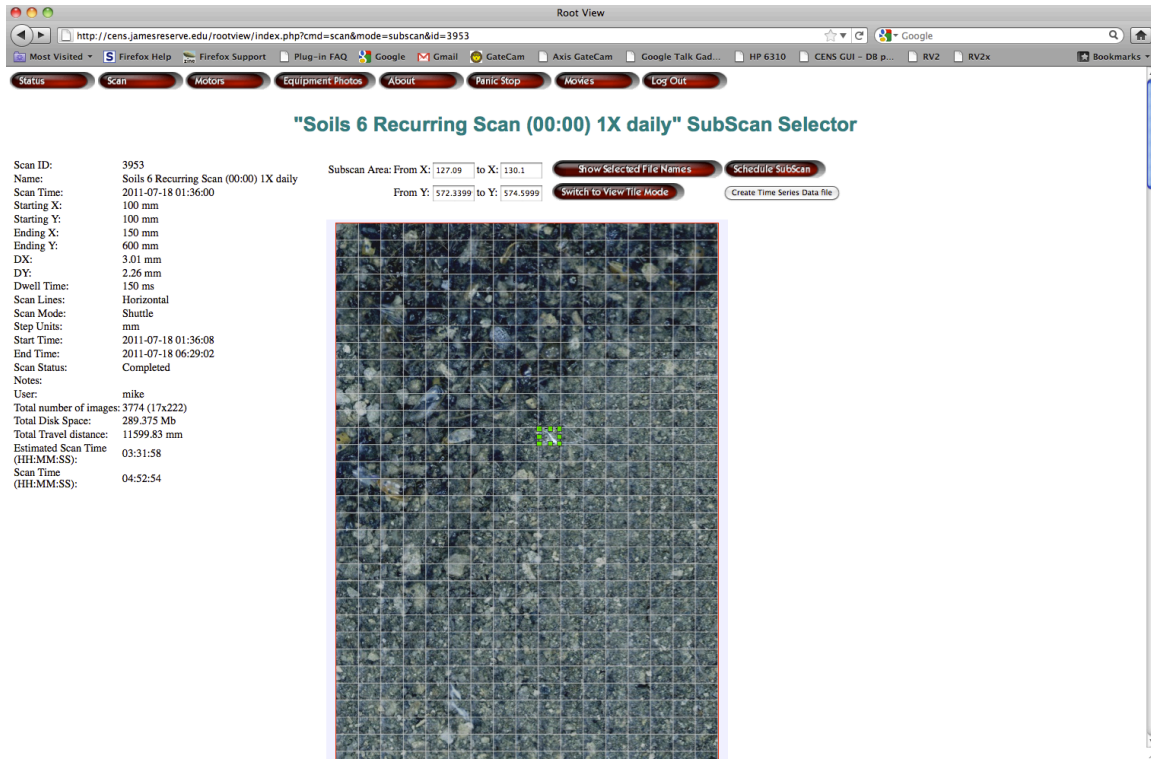 Root View
http://cens.jamesreserve.edu/rootview/index.php?cmd=scan&mode=subscan&id=3953
Google
Most Visited Firefox Help Firefox Support Plug-in FAQ Google Gmail GateCam Axis GateCam Google Talk Gad... HP 6310 CENS GUI - DB p... RV2 RV2x Bookmarks
Status Scan Motors Equipment Photos About Panic Stop Movies Log Out
"Soils 6 Recurring Scan (00:00) 1X daily" SubScan Selector
Scan ID: 3953
Name: Soils 6 Recurring Scan (00:00) 1X daily
Scan Time: 2011-07-18 01:36:00
Starting X: 100 mm
Starting Y: 100 mm
Ending X: 150 mm
Ending Y: 600 mm
DX: 3.01 mm
DY: 2.26 mm
Dwell Time: 150 ms
Scan Lines: Horizontal
Scan Mode: Shuttle
Step Units: mm
Start Time: 2011-07-18 01:36:08
End Time: 2011-07-18 06:29:02
Scan Status: Completed
Notes:
User: mike
Total number of images: 3774 (17x222)
Total Disk Space: 289.375 Mb
Total Travel distance: 11599.83 mm
Estimated Scan Time
(HH:MM:SS): 03:31:58
Scan Time
(HH:MM:SS): 04:52:54
Subscan Area: From X: 127.09 to X: 130.1 Show Selected File Names Schedule SubScan
From Y: 572.3399 to Y: 574.5999 Switch to View Tile Mode Create Time Series Data file